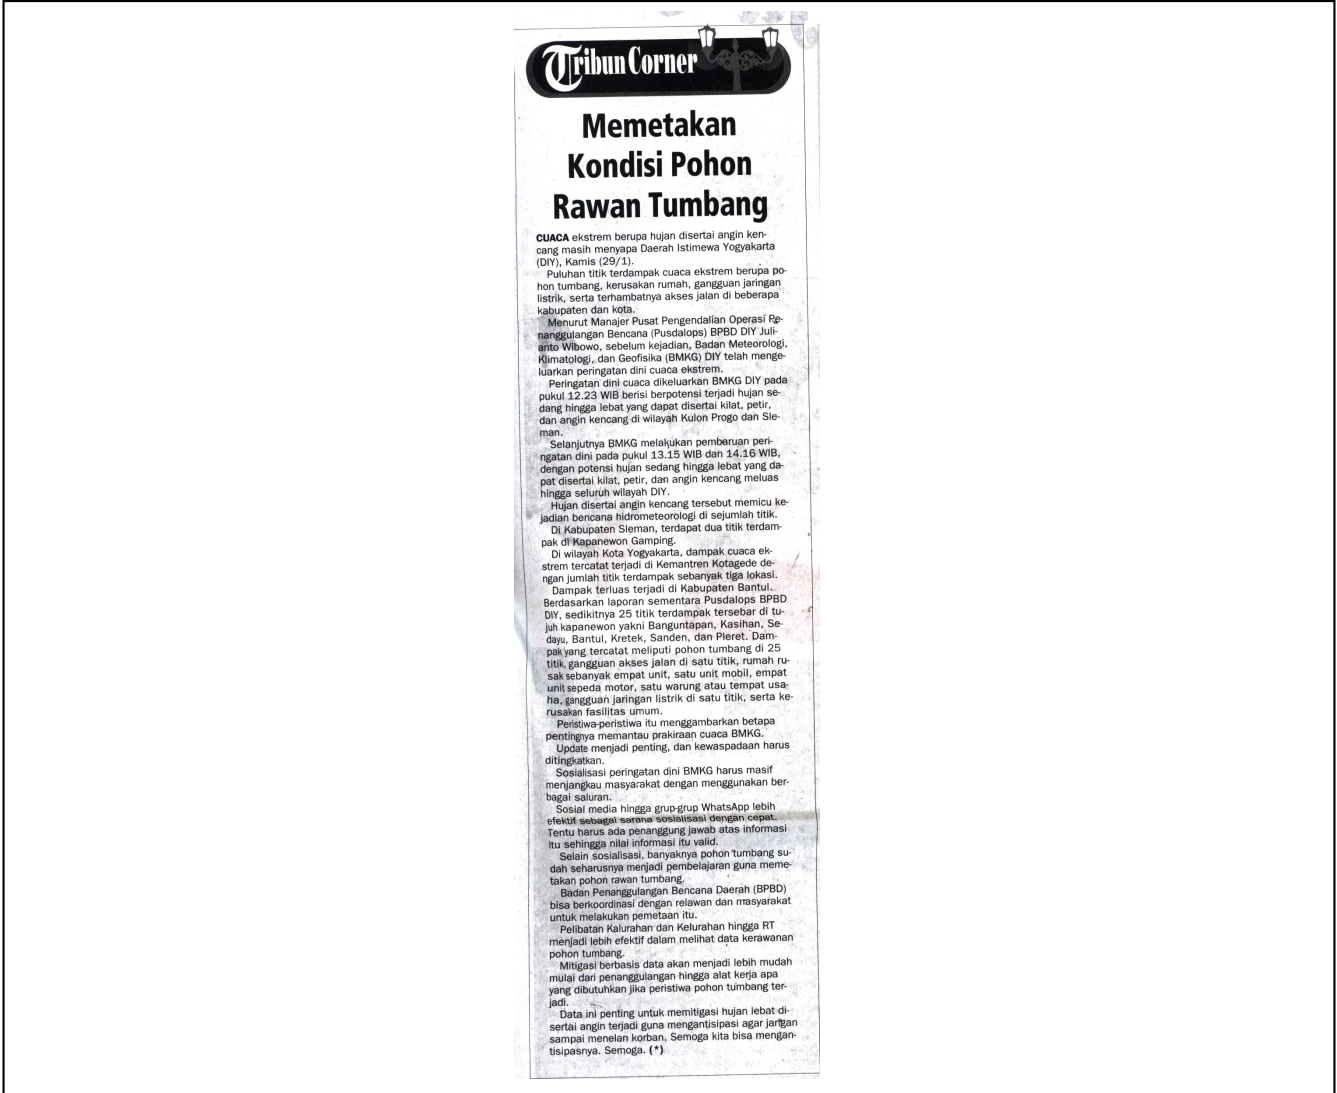 Tribun Corner
Memetakan
Kondisi Pohon
Rawan Tumbang
CUACA ekstrem berupa hujan disertai angin ken-
cang masih menyapa Daerah Istimewa Yogyakarta
(DIY), Kamis (29/1).
Puluhan titik terdampak cuaca ekstrem berupa po-
hon tumbang, kerusakan rumah, gangguan jaringan
listrik, serta terhambatnya akses jalan di beberapa
kabupaten dan kota.
Menurut Manajer Pusat Pengendalian Operasi Pe-
nanggulangan Bencana (Pusdalops) BPBD DIY Juli-
anto Wibowo, sebelum kejadian, Badan Meteorologi,
Klimatologi, dan Geofisika (BMKG) DIY telah menge-
luarkan peringatan dini cuaca ekstrem.
Peringatan dini cuaca dikeluarkan BMKG DIY pada
pukul 12.23 WIB berisi berpotensi terjadi hujan se-
dang hingga lebat yang dapat disertai kilat, petir,
dan angin kencang di wilayah Kulon Progo dan Sle-
man.
Selanjutnya BMKG melakukan pembaruan peri-
ngatan dini pada pukul 13.15 WIB dan 14.16 WIB,
dengan potensi hujan sedang hingga lebat yang da-
pat disertai kilat, petir, dan angin kencang meluas
hingga seluruh wilayah DIY.
Hujan disertai angin kencang tersebut memicu ke-
jadian bencana hidrometeorologi di sejumlah titik.
Di Kabupaten Sleman, terdapat dua titik terdam-
pak di Kapanewon Gamping.
Di wilayah Kota Yogyakarta, dampak cuaca ek-
strem tercatat terjadi di Kemantren Kotagede de-
ngan jumlah titik terdampak sebanyak tiga lokasi.
Dampak terluas terjadi di Kabupaten Bantul.
Berdasarkan laporan sementara Pusdalops BPBD
DIY, sedikitnya 25 titik terdampak tersebar di tu-
juh kapanewon yakni Banguntapan, Kasihan, Se-
dayu, Bantul, Kretek, Sanden, dan Pleret. Dam-
pak yang tercatat meliputi pohon tumbang di 25
titik, gangguan akses jalan di satu titik, rumah ru-
sak sebanyak empat unit, satu unit mobil, empat
unit sepeda motor, satu warung atau tempat usa-
ha, gangguan jaringan listrik di satu titik, serta ke-
rusakan fasilitas umum.
Peristiwa-peristiwa itu menggambarkan betapa
pentingnya memantau prakiraan cuaca BMKG.
Update menjadi penting, dan kewaspadaan harus
ditingkatkan.
Sosialisasi peringatan dini BMKG harus masif
menjangkau masyarakat dengan menggunakan ber-
bagai saluran.
Sosial media hingga grup-grup WhatsApp lebih
efektif sebagai sarana sosialisasi dengan cepat.
Tentu harus ada penanggung jawab atas informasi
itu sehingga nilai informasi itu valid.
Selain sosialisasi, banyaknya pohon tumbang su-
dah seharusnya menjadi pembelajaran guna meme-
takan pohon rawan tumbang.
Badan Penanggulangan Bencana Daerah (BPBD)
bisa berkoordinasi dengan relawan dan masyarakat
untuk melakukan pemetaan itu.
Pelibatan Kalurahan dan Kelurahan hingga RT
menjadi lebih efektif dalam melihat data kerawanan
pohon tumbang.
Mitigasi berbasis data akan menjadi lebih mudah
mulai dari penanggulangan hingga alat kerja apa
yang dibutuhkan jika peristiwa pohon tumbang ter-
jadi.
Data ini penting untuk memitigasi hujan lebat di-
sertai angin terjadi guna mengantisipasi agar jangan
sampai menelan korban. Semoga kita bisa mengan-
tisipasnya. Semoga. (*)